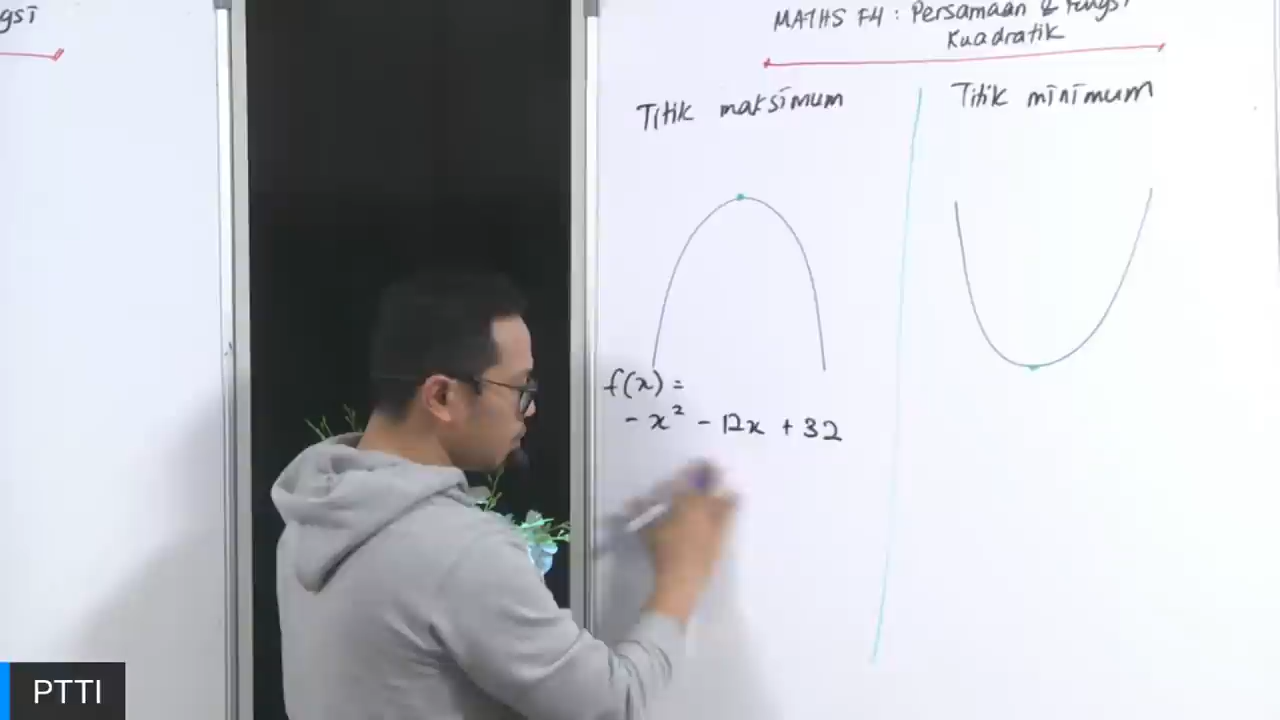 gsi
MATHS F4 : Persamaan & Fungsi
Kuadratik
Titik maksimum
Titik minimum
f(x) =
- x² - 12x + 32
PTTI